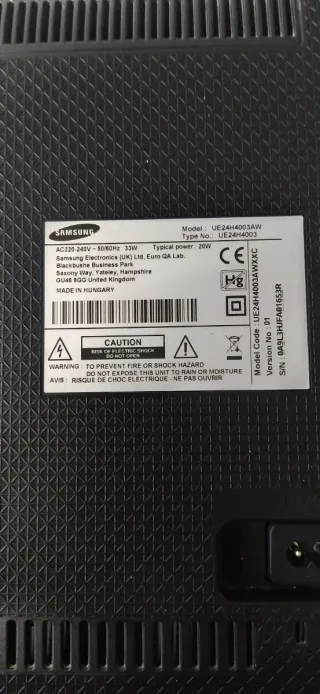 SAMSUNG
Model : UE24H4003AW
Type No.: UE24H4003
AC220-240V ~ 50/60Hz 33W Typical power : 20W
Samsung Electronics (UK) Ltd, Euro QA Lab.
Blackbushe Business Park
Saxony Way, Yateley, Hampshire
GU46 6GG United Kingdom
MADE IN HUNGARY
CE
Hg
CAUTION
RISK OF ELECTRIC SHOCK
DO NOT OPEN
WARNING : TO PREVENT FIRE OR SHOCK HAZARD
DO NOT EXPOSE THIS UNIT TO RAIN OR MOISTURE
AVIS : RISQUE DE CHOC ELECTRIQUE - NE PAS OUVRIR
Model Code : UE24H4003AWXXC
Version No : 01
S/N : 0A9L3HJFA01653R